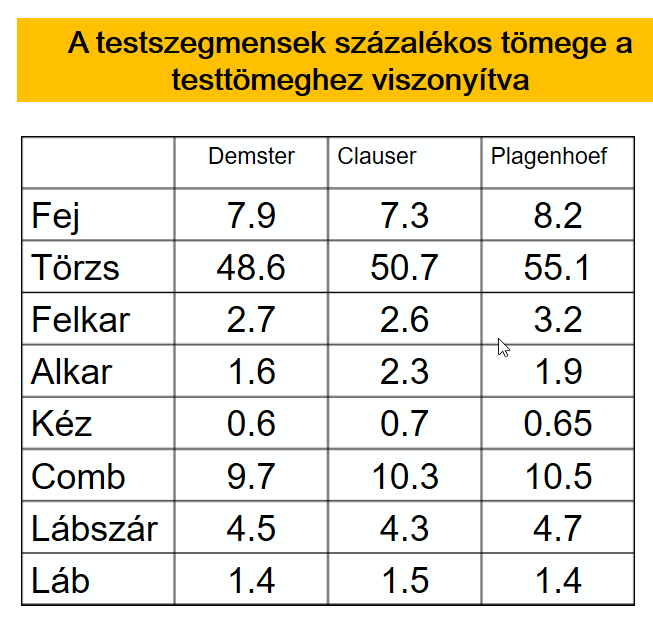 A testszegmensek százalékos tömege a
testtömeghez viszonyítva
Demster Clauser Plagenhoef
Fej 7.9 7.3 8.2
Törzs 48.6 50.7 55.1
Felkar 2.7 2.6 3.2
Alkar 1.6 2.3 1.9
Kéz 0.6 0.7 0.65
Comb 9.7 10.3 10.5
Lábszár 4.5 4.3 4.7
Láb 1.4 1.5 1.4